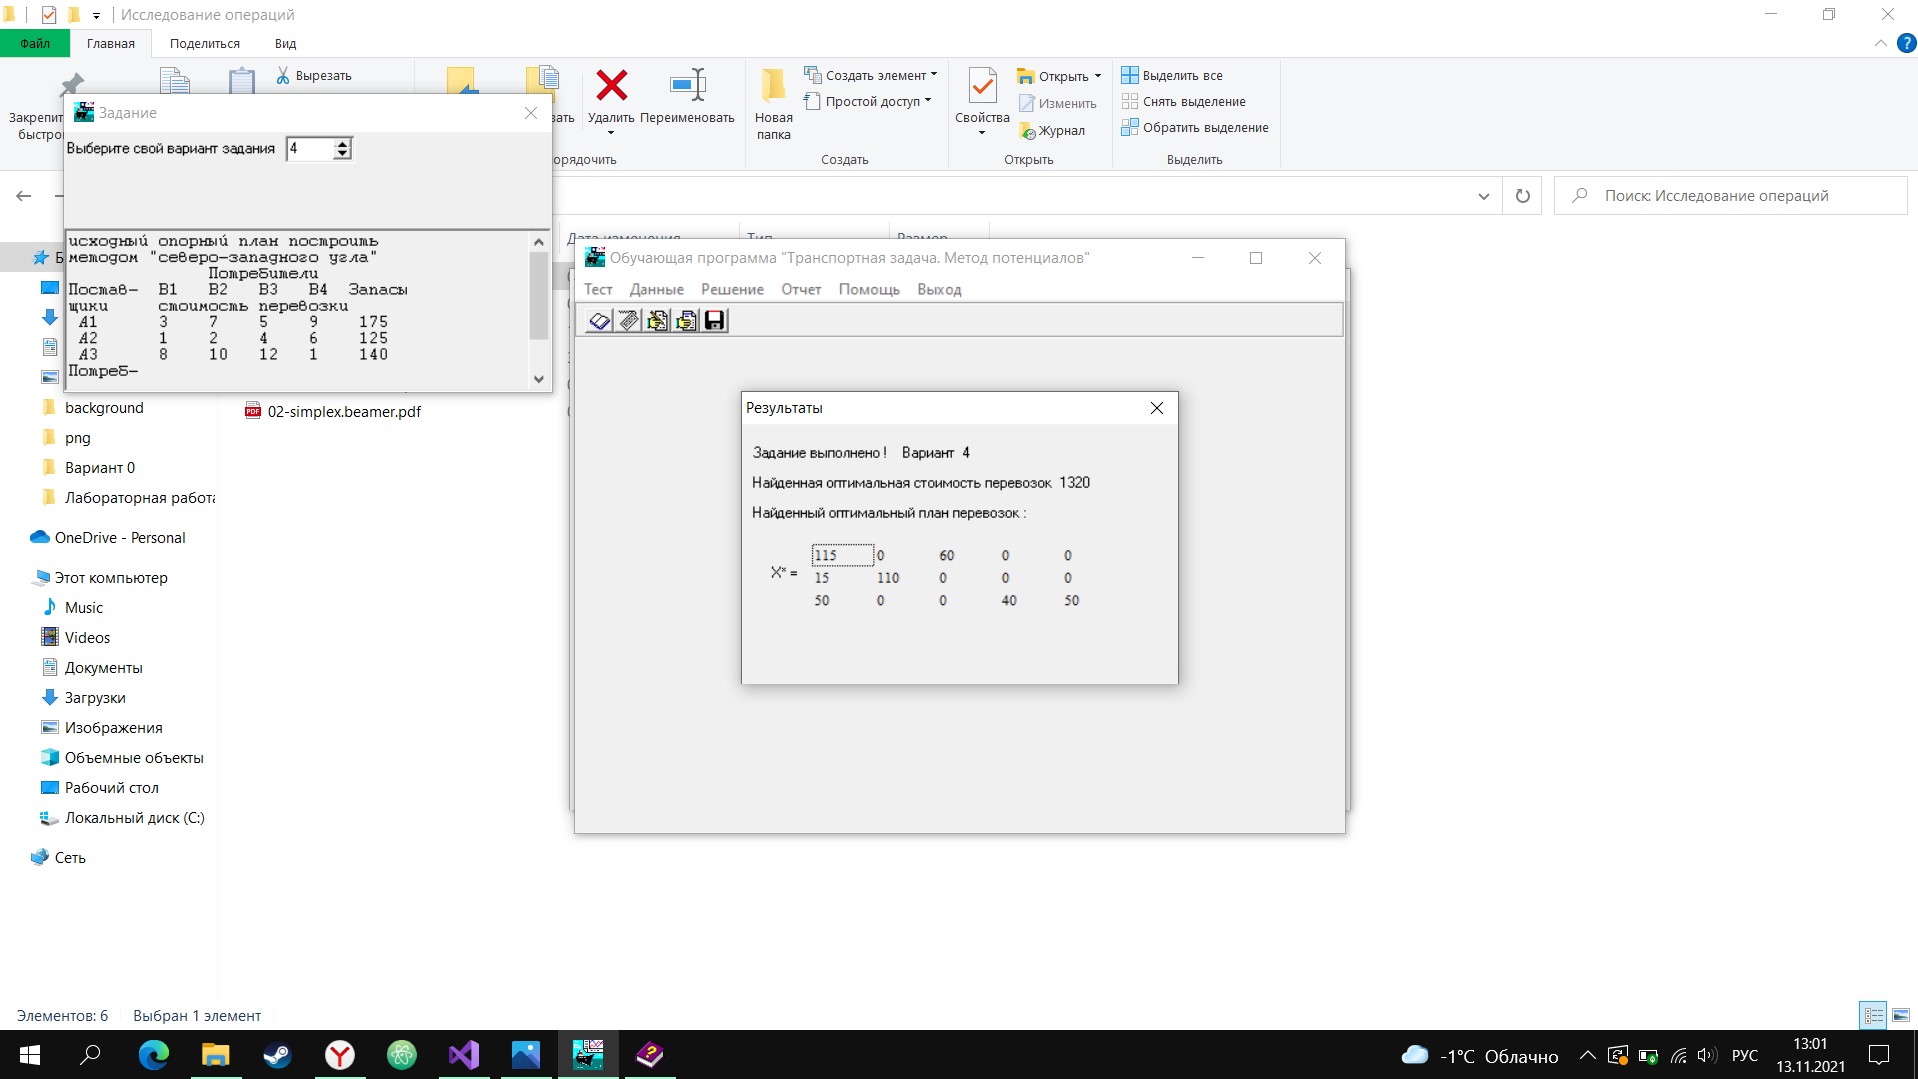 Исследование операций
Файл
Главная
Поделиться
Вид
Вырезать
Удалить
Переименовать
Новая
папка
Создать элемент
Простой доступ
Создать
Свойства
Открыть
Изменить
Журнал
Открыть
Выделить все
Снять выделение
Обратить выделение
Выделить
Поиск: Исследование операций
Задание
Выберите свой вариант задания 4
исходный опорный план построить
методом "северо-западного угла"
Потребители
Постав- B1 B2 B3 B4 Запасы
щики стоимость перевозки
A1 3 7 5 9 175
A2 1 2 4 6 125
A3 8 10 12 1 140
Потреб-
Обучающая программа "Транспортная задача. Метод потенциалов"
Тест Данные Решение Отчет Помощь Выход
Результаты
Задание выполнено ! Вариант 4
Найденная оптимальная стоимость перевозок 1320
Найденный оптимальный план перевозок :
X* =
115 0 60 0 0
15 110 0 0 0
50 0 0 40 50
02-simplex.beamer.pdf
background
png
Вариант 0
Лабораторная работа
OneDrive - Personal
Этот компьютер
Music
Videos
Документы
Загрузки
Изображения
Объемные объекты
Рабочий стол
Локальный диск (C:)
Сеть
Элементов: 6 Выбран 1 элемент
-1°C Облачно
РУС
13:01
13.11.2021